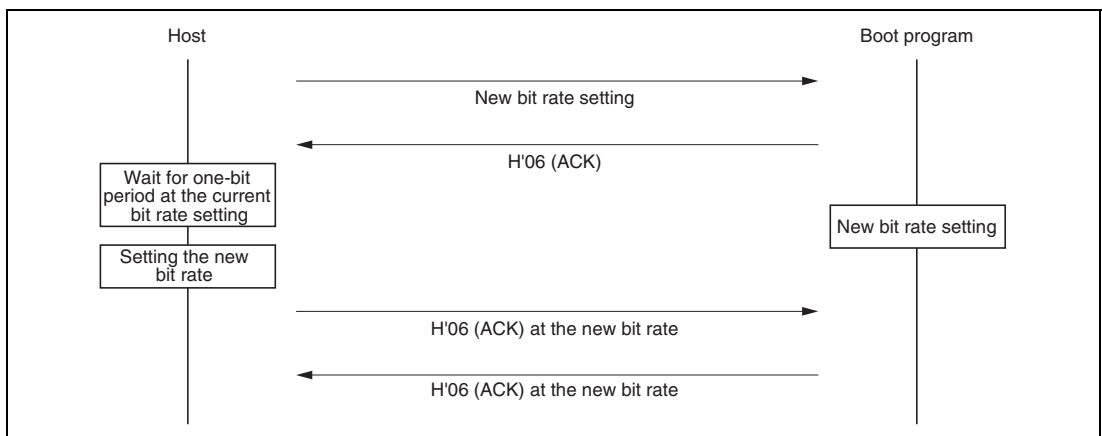 Host
Boot program
New bit rate setting
H'06 (ACK)
Wait for one-bit
period at the current
bit rate setting
New bit rate setting
Setting the new
bit rate
H'06 (ACK) at the new bit rate
H'06 (ACK) at the new bit rate